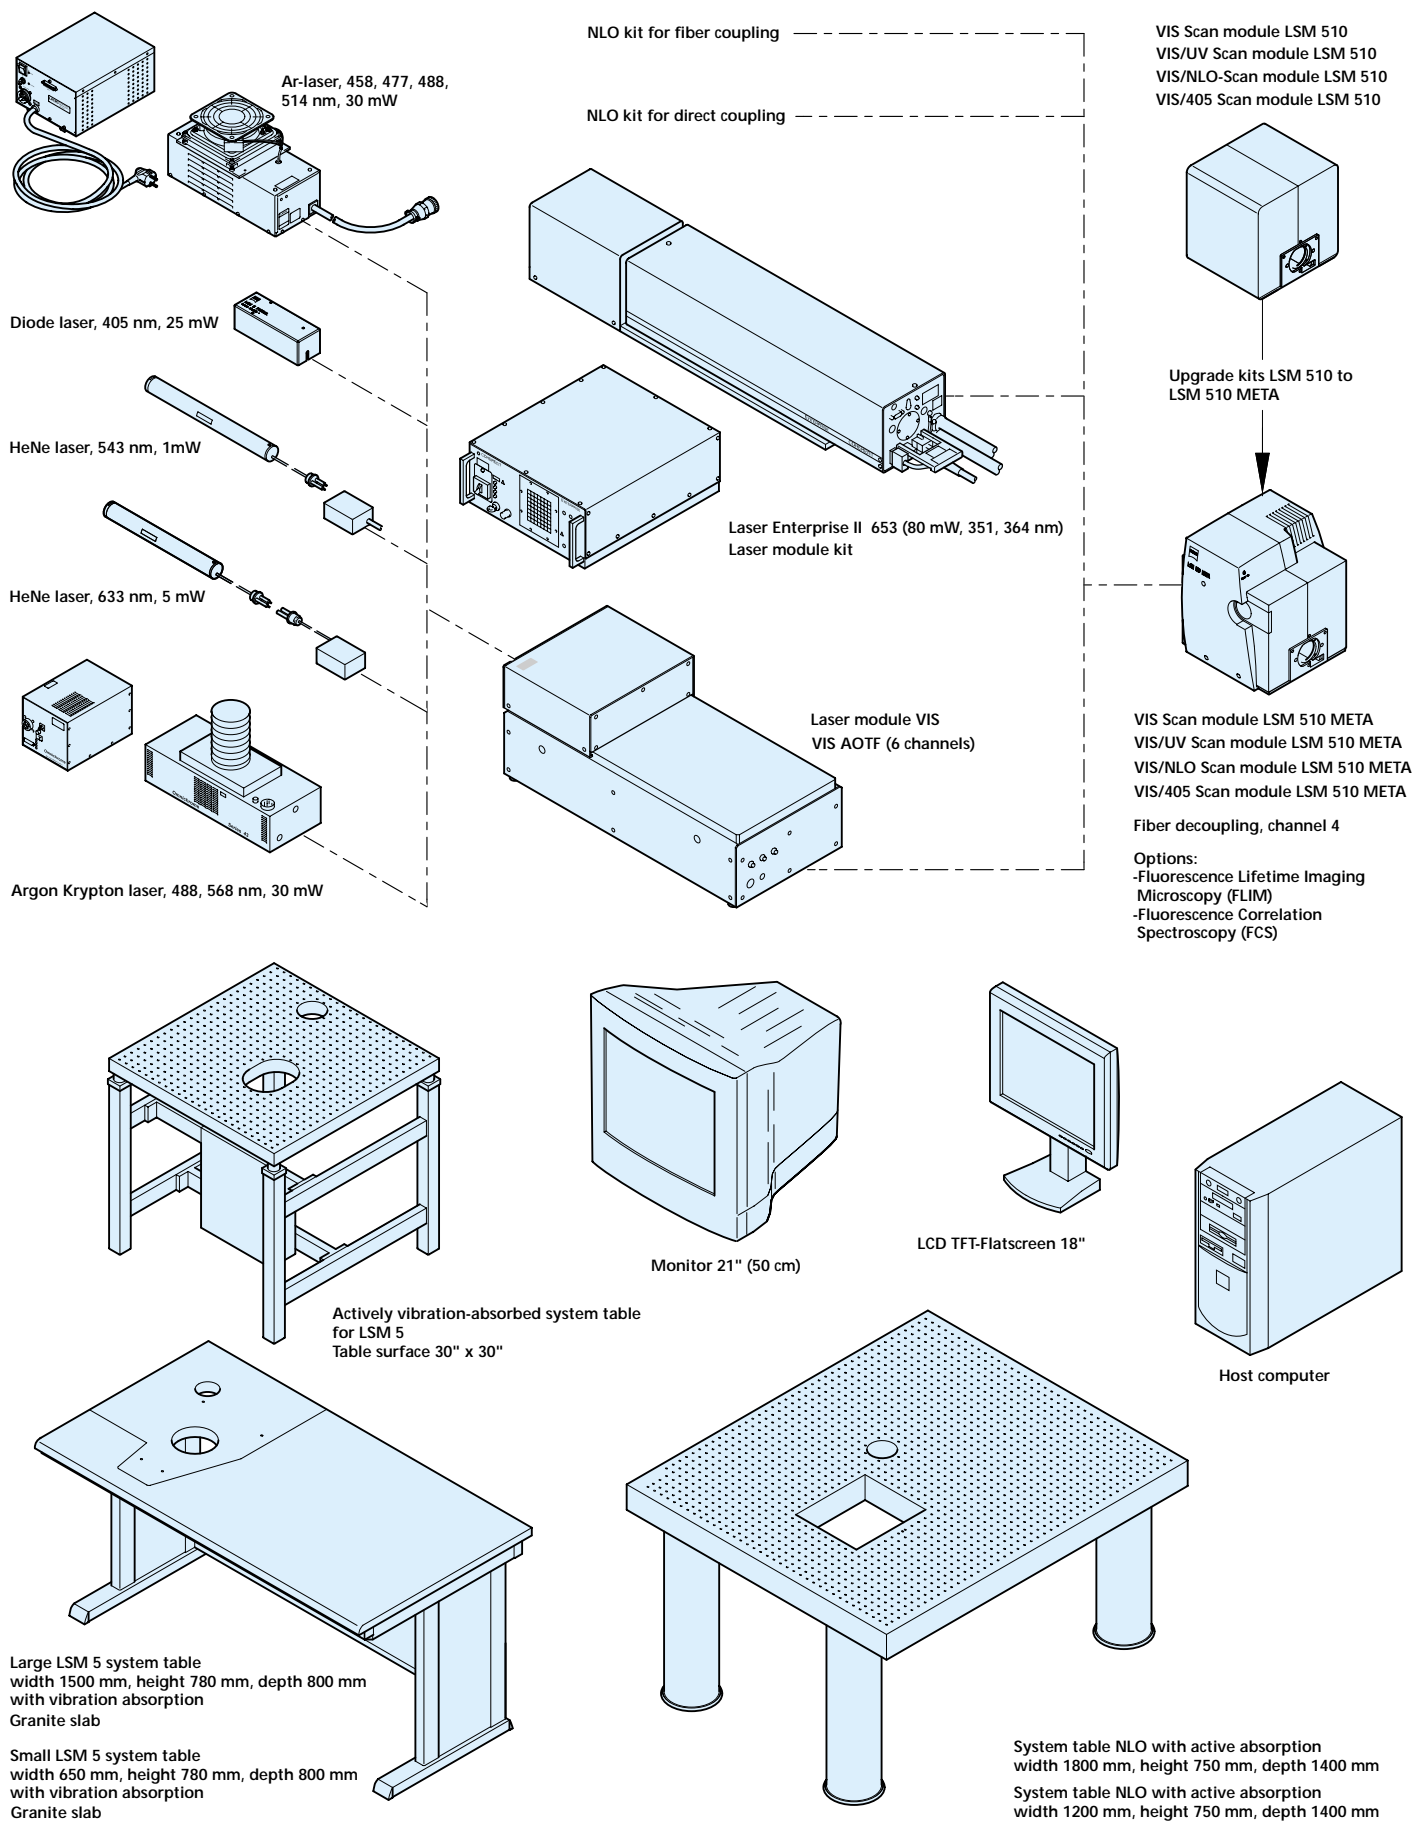 NLO kit for fiber coupling
VIS Scan module LSM 510
VIS/UV Scan module LSM 510
VIS/NLO-Scan module LSM 510
VIS/405 Scan module LSM 510
Ar-laser, 458, 477, 488,
514 nm, 30 mW
NLO kit for direct coupling
Diode laser, 405 nm, 25 mW
Upgrade kits LSM 510 to
LSM 510 META
HeNe laser, 543 nm, 1mW
Laser Enterprise II 653 (80 mW, 351, 364 nm)
Laser module kit
HeNe laser, 633 nm, 5 mW
Laser module VIS
VIS AOTF (6 channels)
VIS Scan module LSM 510 META
VIS/UV Scan module LSM 510 META
VIS/NLO Scan module LSM 510 META
VIS/405 Scan module LSM 510 META
Fiber decoupling, channel 4
Options:
-Fluorescence Lifetime Imaging
Microscopy (FLIM)
-Fluorescence Correlation
Spectroscopy (FCS)
Argon Krypton laser, 488, 568 nm, 30 mW
Monitor 21" (50 cm)
LCD TFT-Flatscreen 18"
Actively vibration-absorbed system table
for LSM 5
Table surface 30" x 30"
Host computer
Large LSM 5 system table
width 1500 mm, height 780 mm, depth 800 mm
with vibration absorption
Granite slab
Small LSM 5 system table
width 650 mm, height 780 mm, depth 800 mm
with vibration absorption
Granite slab
System table NLO with active absorption
width 1800 mm, height 750 mm, depth 1400 mm
System table NLO with active absorption
width 1200 mm, height 750 mm, depth 1400 mm